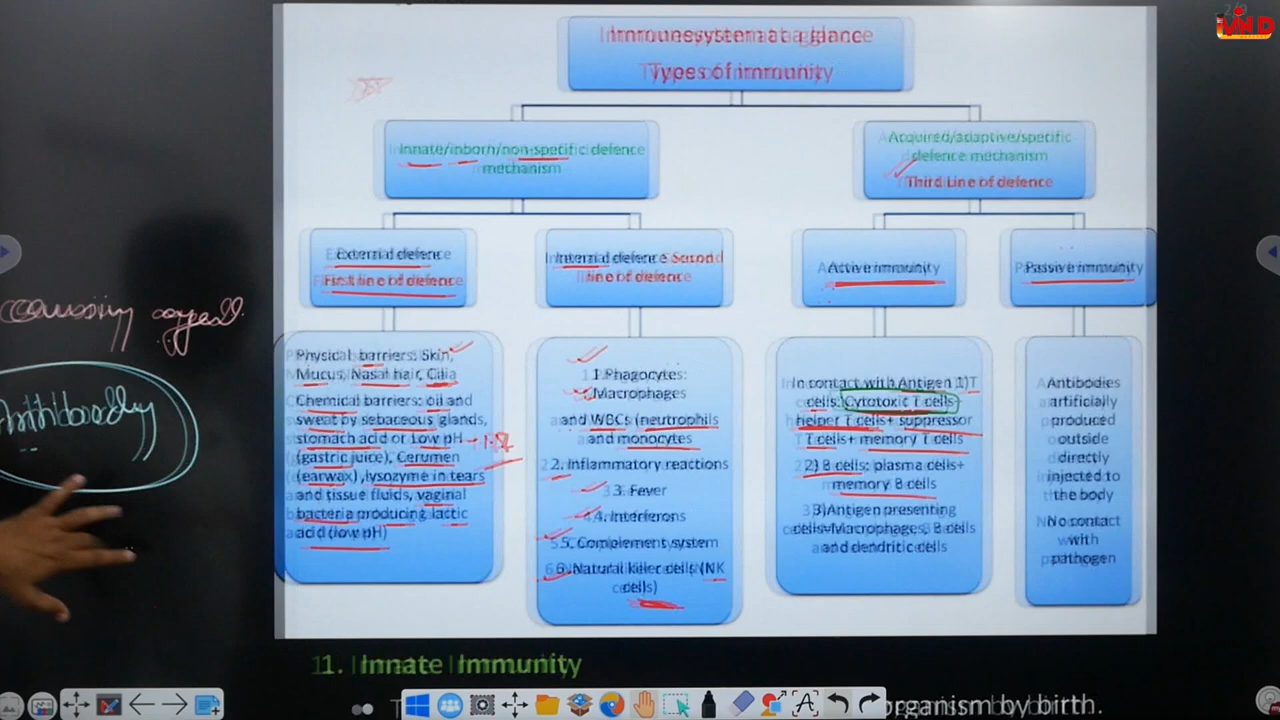 2/9
MND
Immunesystem at a glance
Types of immunity
Innate/inborn/non-specific defence
mechanism
Acquired/adaptive/specific
defence mechanism
Third Line of defence
External defence
First line of defence
Internal defence Second
line of defence
Active immunity
Passive immunity
Physical barriers: Skin,
Mucus, Nasal hair, Cilia
Chemical barriers: oil and
sweat by sebaceous glands,
stomach acid or Low pH
(gastric juice), Cerumen
(earwax) ,lysozyme in tears
and tissue fluids, vaginal
bacteria producing lactic
acid (low pH)
1 Phagocytes:
Macrophages
and WBCs (neutrophils
and monocytes
2. Inflammatory reactions
3. Fever
4. Interferons
5. Complement system
6. Natural killer cells (NK
cells)
In contact with Antigen 1) T
cells: Cytotoxic T cells+
helper T cells+ suppressor
T cells+ memory T cells
2) B cells: plasma cells+
memory B cells
3)Antigen presenting
cells=Macrophages, B cells
and dendritic cells
Antibodies
artificially
produced
outside
directly
injected to
the body
No contact
with
pathogen
1. Innate Immunity
organism by birth.